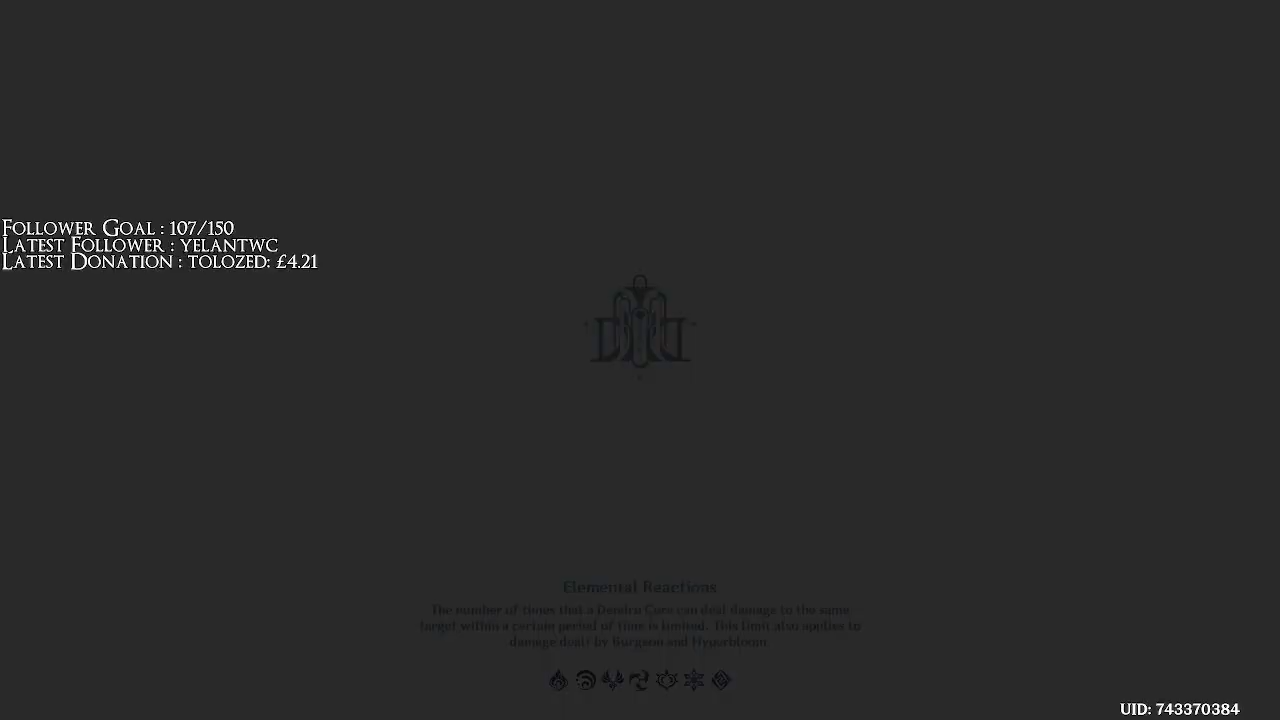 Follower Goal : 107/150
Latest Follower : yelantwc
Latest Donation : tolozed: £4.21
Elemental Reactions
The number of times that a Dendro Core can deal damage to the same
target within a certain period of time is limited. This limit also applies to
damage dealt by Burgeon and Hyperbloom.
UID: 743370384